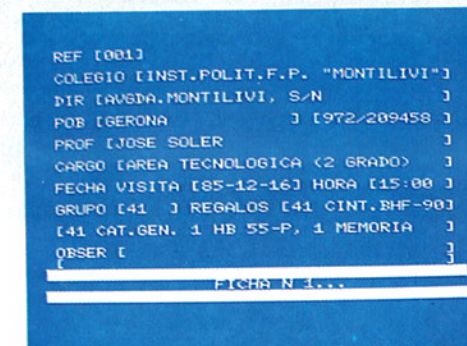 REF [001]
COLEGIO [INST.POLIT.F.P. "MONTILIVI"]
DIR [AVGDA.MONTILIVI, S/N ]
POB [GERONA ] [972/209458 ]
PROF [JOSE SOLER ]
CARGO [AREA TECNOLOGICA (2 GRADO) ]
FECHA VISITA [85-12-16] HORA [15:00 ]
GRUPO [41 ] REGALOS [41 CINT.BHF-90]
[41 CAT.GEN. 1 HB 55-P, 1 MEMORIA ]
OBSER [ ]
[ ]
FICHA N 1...